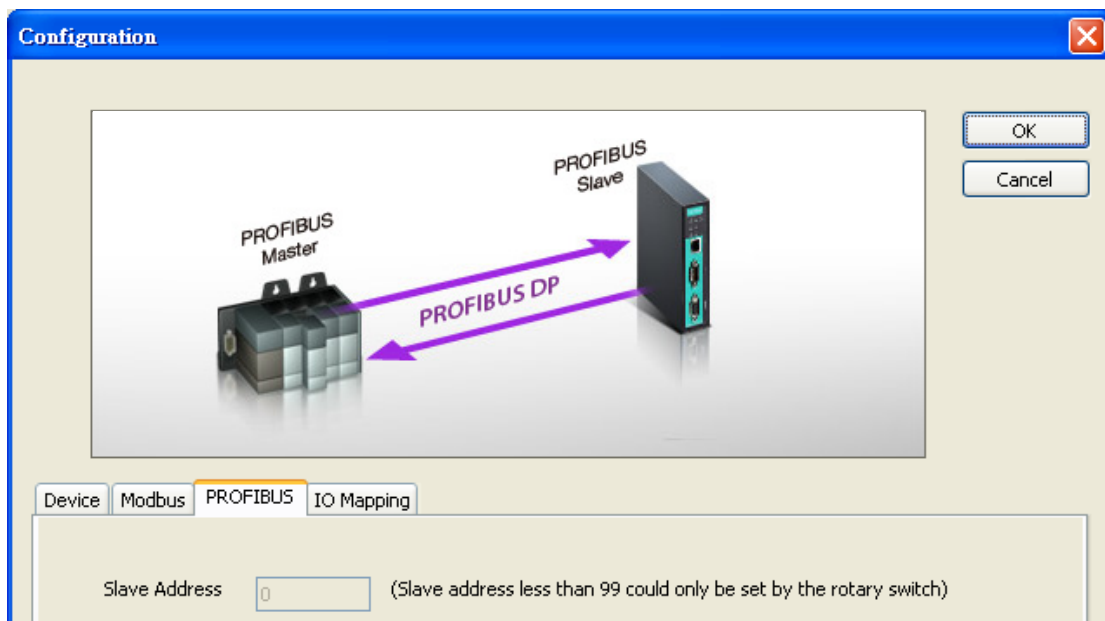 Configuration
OK
Cancel
PROFIBUS
Slave
PROFIBUS
Master
PROFIBUS DP
Device Modbus PROFIBUS IO Mapping
Slave Address 0 (Slave address less than 99 could only be set by the rotary switch)